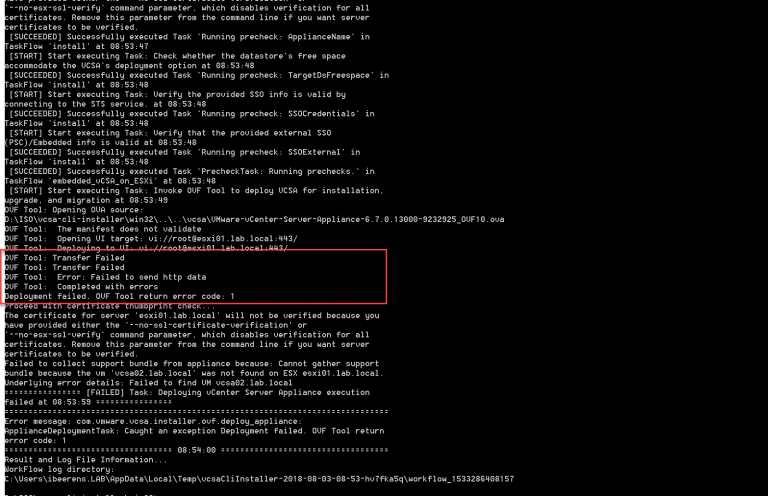 '--no-esx-ssl-verify' command parameter, which disables verification for all
certificates. Remove this parameter from the command line if you want server
certificates to be verified.
[SUCCEEDED] Successfully executed Task 'Running precheck: ApplianceName' in
TaskFlow 'install' at 08:53:47
[START] Start executing Task: Check whether the datastore's free space
accommodate the VCSA's deployment option at 08:53:48
[SUCCEEDED] Successfully executed Task 'Running precheck: TargetDsFreespace' in
TaskFlow 'install' at 08:53:48
[START] Start executing Task: Verify the provided SSO info is valid by
connecting to the STS service. at 08:53:48
[SUCCEEDED] Successfully executed Task 'Running precheck: SSOCredentials' in
TaskFlow 'install' at 08:53:48
[START] Start executing Task: Verify that the provided external SSO
(PSC)/Embedded info is valid at 08:53:48
[SUCCEEDED] Successfully executed Task 'Running precheck: SSOExternal' in
TaskFlow 'install' at 08:53:48
[SUCCEEDED] Successfully executed Task 'PrecheckTask: Running prechecks.' in
TaskFlow 'embedded_vCSA_on_ESXi' at 08:53:48
[START] Start executing Task: Invoke OVF Tool to deploy VCSA for installation,
upgrade, and migration at 08:53:49
OVF Tool: Opening OVA source:
D:\ISO\vcsa-cli-installer\win32\..\..\vcsa\VMware-vCenter-Server-Appliance-6.7.0.13000-9232925_OVF10.ova
OVF Tool: The manifest does not validate
OVF Tool: Opening VI target: vi://root@esxi01.lab.local:443/
OVF Tool: Deploying to VI: vi://root@esxi01.lab.local:443/
OVF Tool: Transfer Failed
OVF Tool: Transfer Failed
OVF Tool: Error: Failed to send http data
OVF Tool: Completed with errors
Deployment failed. OVF Tool return error code: 1
Proceed with certificate thumbprint check...
The certificate for server 'esxi01.lab.local' will not be verified because you
have provided either the '--no-ssl-certificate-verification' or
'--no-esx-ssl-verify' command parameter, which disables verification for all
certificates. Remove this parameter from the command line if you want server
certificates to be verified.
Failed to collect support bundle from appliance because: Cannot gather support
bundle because the vm 'vcsa02.lab.local' was not found on ESX esxi01.lab.local.
Underlying error details: Failed to find VM vcsa02.lab.local
================ [FAILED] Task: Deploying vCenter Server Appliance execution
failed at 08:53:59 ================
================================================================================
Error message: com.vmware.vcsa.installer.ovf.deploy_appliance:
ApplianceDeploymentTask: Caught an exception Deployment failed. OVF Tool return
error code: 1
=================================== 08:54:00 ===================================
Result and Log File Information...
WorkFlow log directory:
C:\Users\ibeerens.LAB\AppData\Local\Temp\vcsaCliInstaller-2018-08-03-08-53-hv7fka5q\workflow_1533286408157